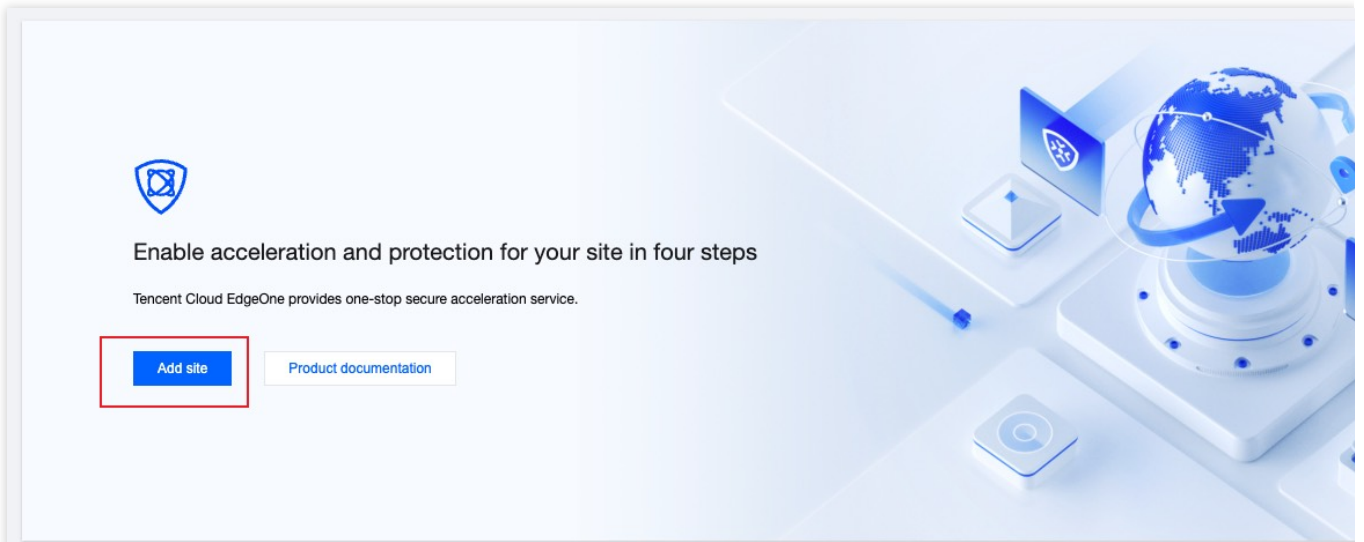 Enable acceleration and protection for your site in four steps
Tencent Cloud EdgeOne provides one-stop secure acceleration service.
Add site
Product documentation